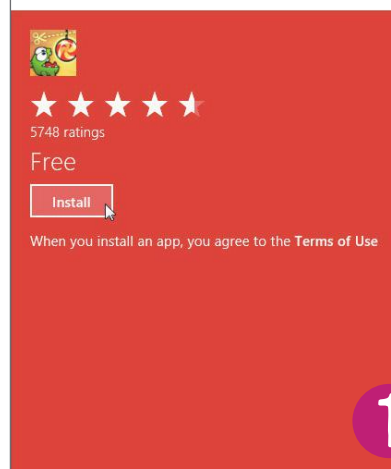 5748 ratings
Free
Install
When you install an app, you agree to the Terms of Use